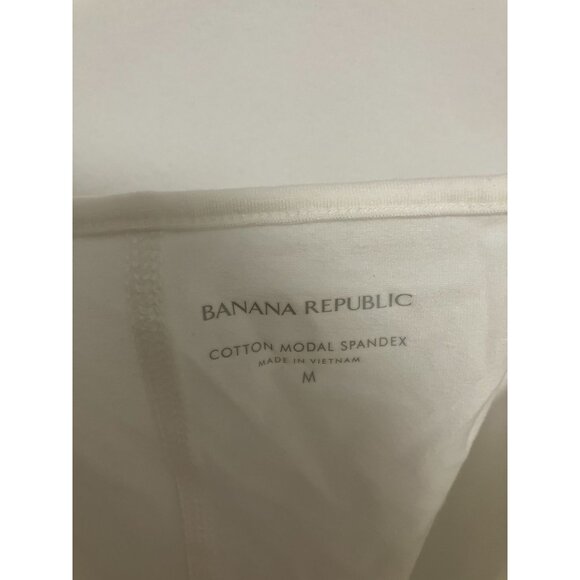 BANANA REPUBLIC
COTTON MODAL SPANDEX
MADE IN VIETNAM
M